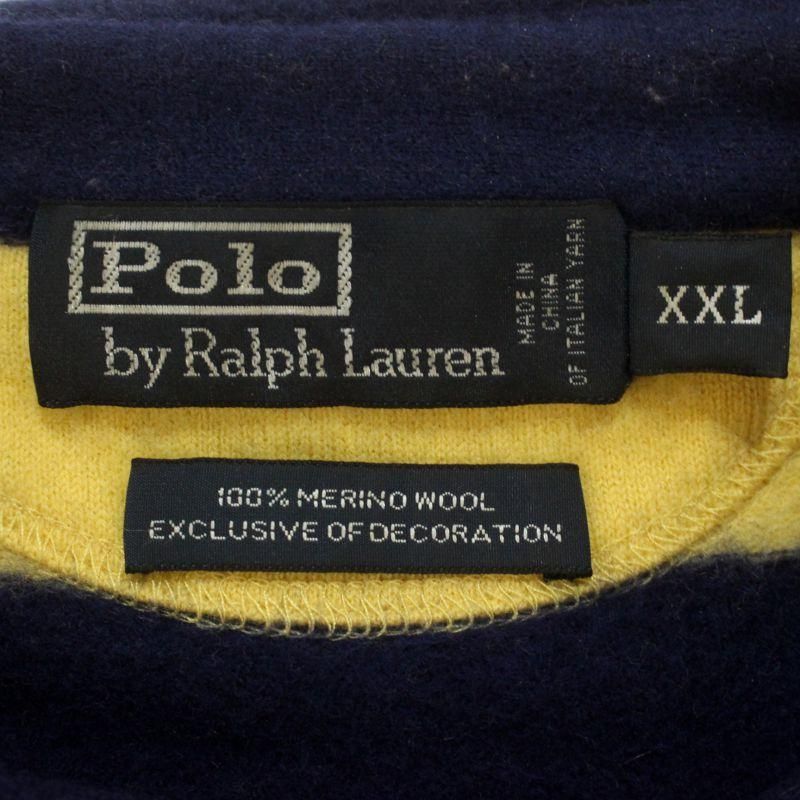 Polo
by Ralph Lauren
MADE IN
CHINA
OF ITALIAN YARN
XXL
100% MERINO WOOL
EXCLUSIVE OF DECORATION